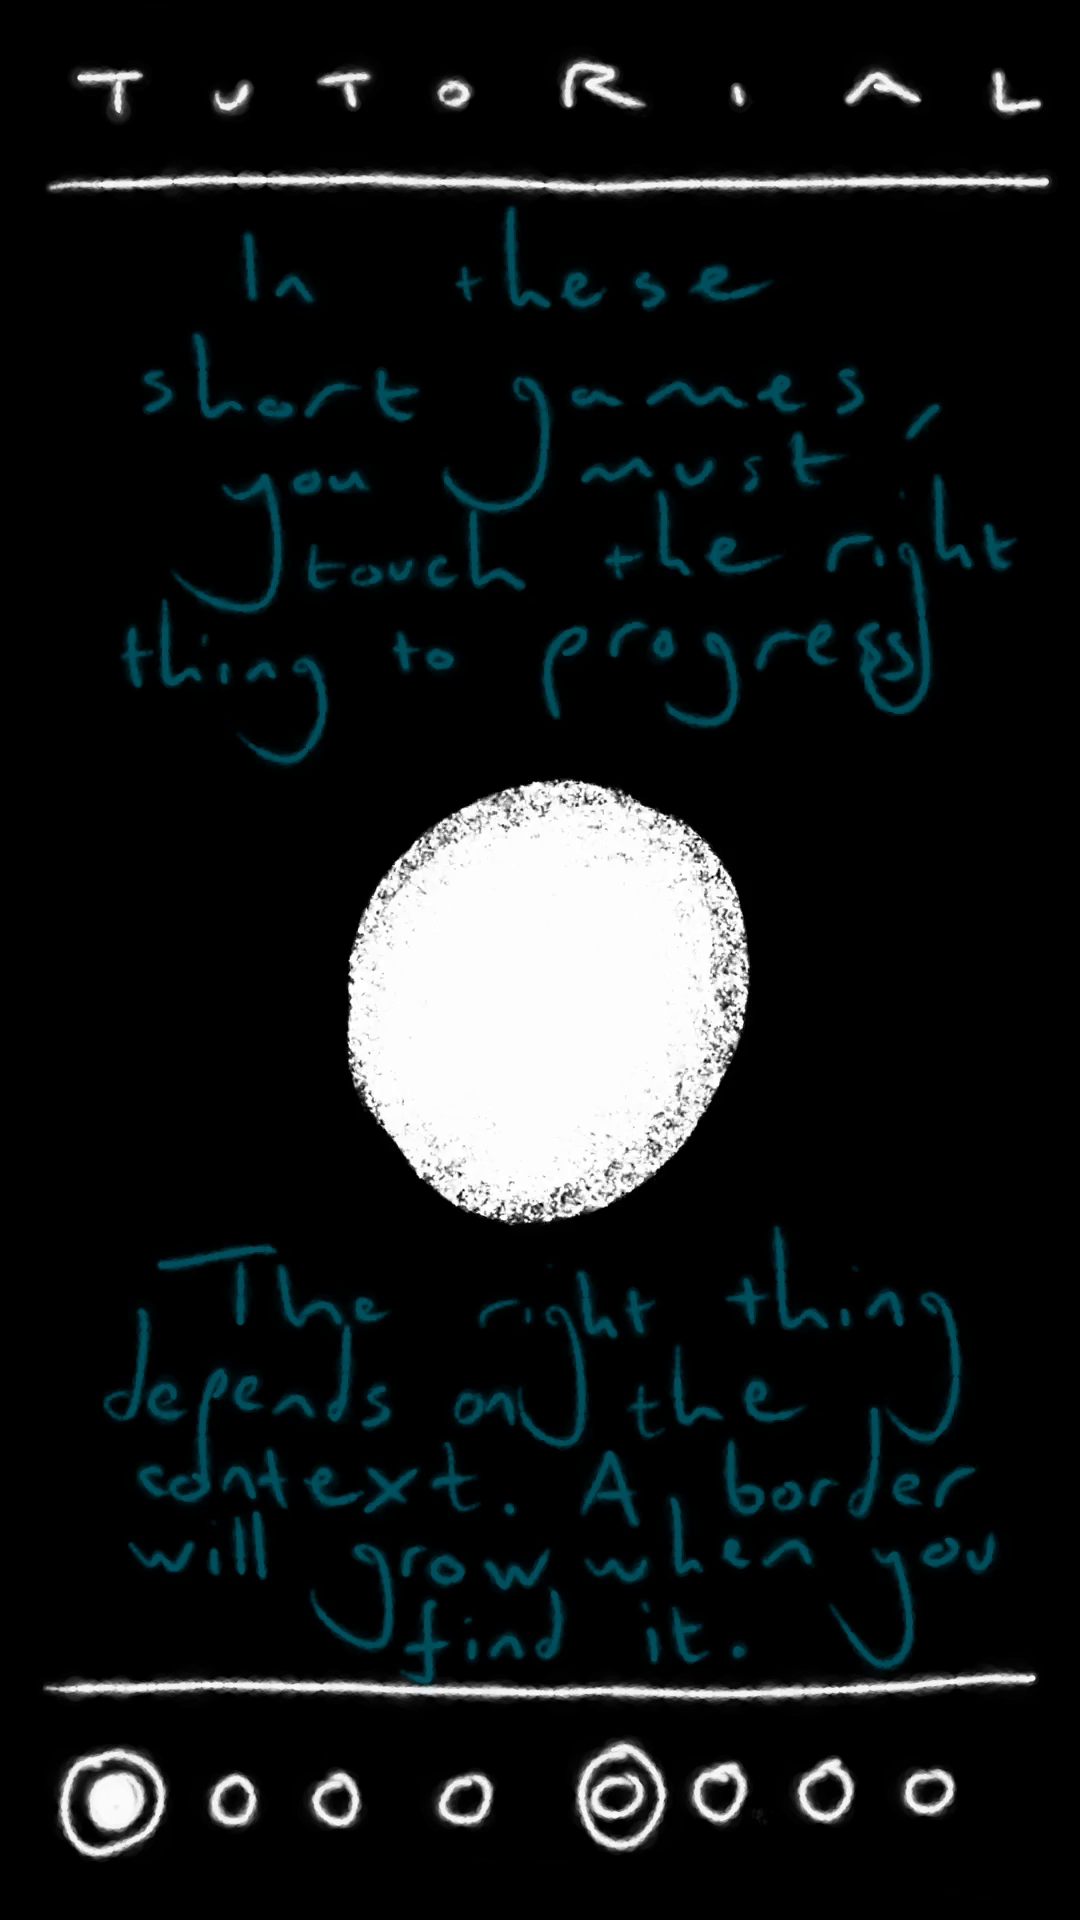 TUTORIAL
In these
short games,
you must
touch the right
thing to progress
The right thing
depends on the
context. A border
will grow when you
find it.